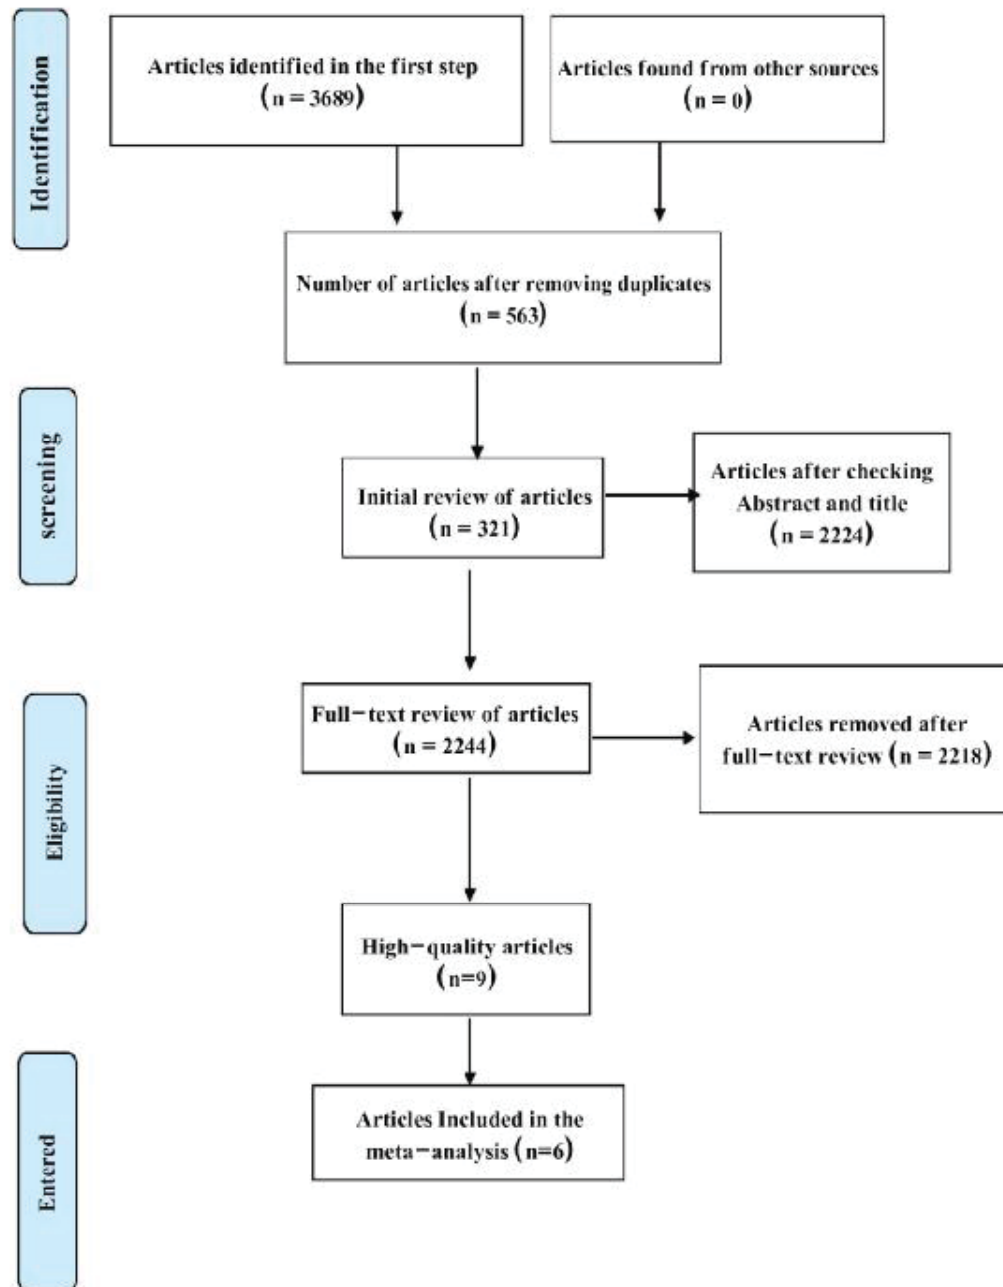 Identification
Articles identified in the first step
(n = 3689)
Articles found from other sources
(n = 0)
Number of articles after removing duplicates
(n = 563)
screening
Initial review of articles
(n = 321)
Articles after checking
Abstract and title
(n = 2224)
Eligibility
Full-text review of articles
(n = 2244)
Articles removed after
full-text review (n = 2218)
High-quality articles
(n=9)
Entered
Articles Included in the
meta-analysis (n=6)